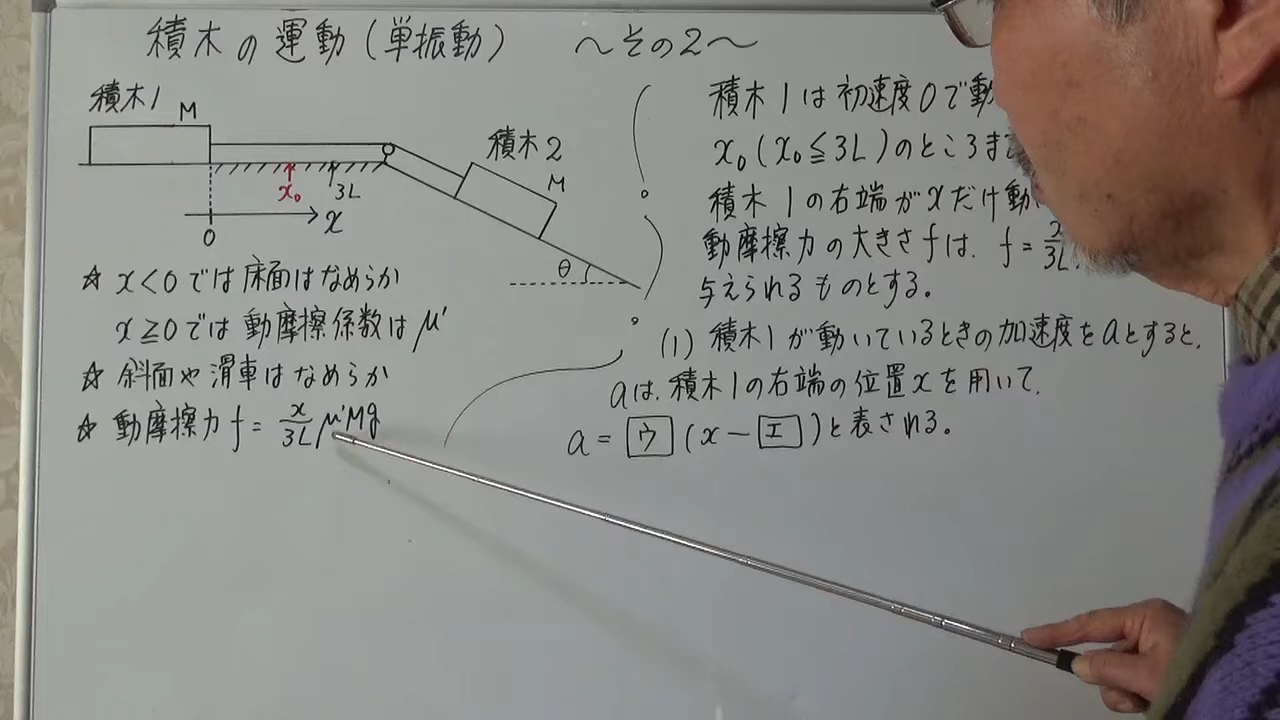 積木の運動(単振動) ～その2～
積木1
M
積木2
M
x₀
3L
x
0
θ
☆ x<0では床面はなめらか
x≧0では動摩擦係数はμ'
☆ 斜面や滑車はなめらか
☆ 動摩擦力 f = x/3L μ'Mg
積木1は初速度0で動
x₀(x₀≦3L)のところま
積木1の右端がxだけ動
動摩擦力の大きさfは. f = x/3L
与えられるものとする。
(1) 積木1が動いているときの加速度をaとすると,
aは. 積木1の右端の位置xを用いて.
a = ウ (x − エ)と表される。